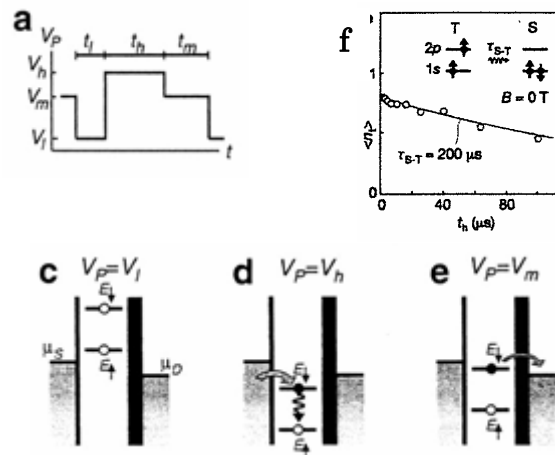 a
V_P
t_l t_h t_m
V_h
V_m
V_l
t
f
T S
2p τ_S-T
1s
B = 0 T
1
<n_t>
τ_S-T = 200 μs
0
0 40 80
t_h (μs)
c V_P=V_l
E↓
μ_S
E↑
μ_D
d V_P=V_h
E↓
E↑
e V_P=V_m
E↓
E↑